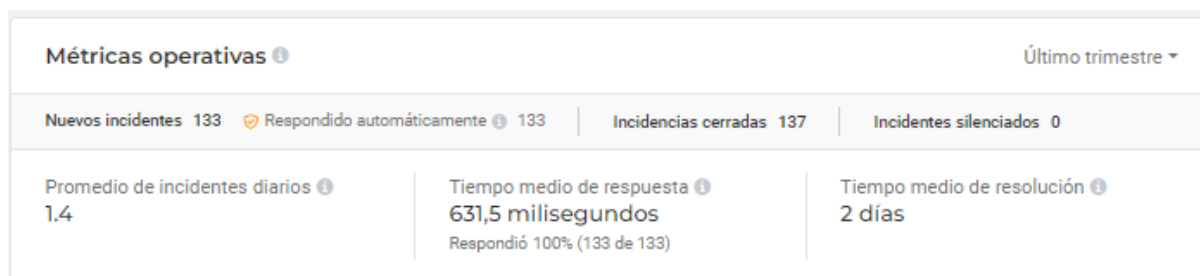 Métricas operativas
Último trimestre
Nuevos incidentes 133 Respondido automáticamente 133 Incidencias cerradas 137 Incidentes silenciados 0
Promedio de incidentes diarios
1.4
Tiempo medio de respuesta
631,5 milisegundos
Respondió 100% (133 de 133)
Tiempo medio de resolución
2 días